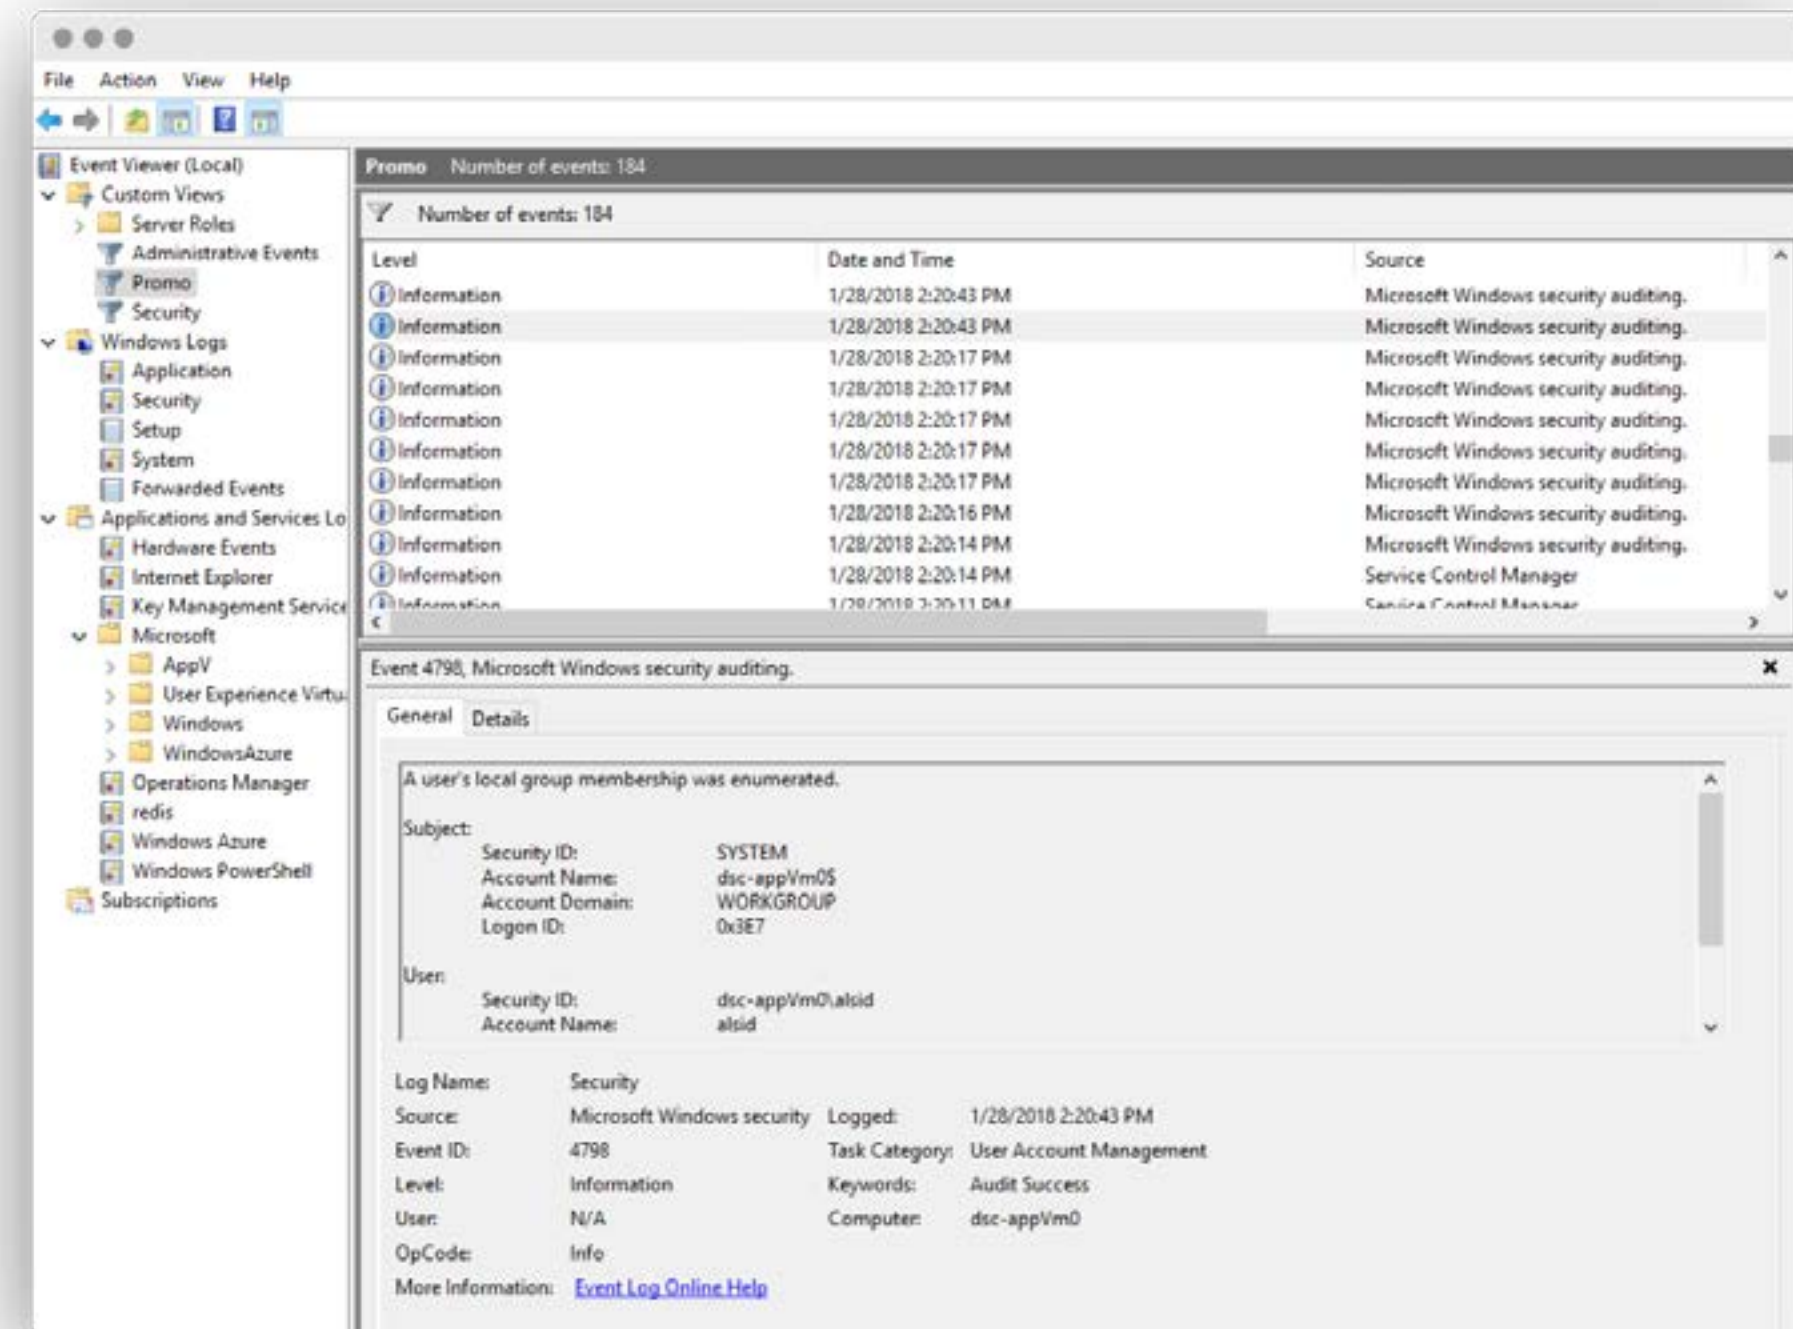 File Action View Help
Event Viewer (Local)
Custom Views
Server Roles
Administrative Events
Promo
Security
Windows Logs
Application
Security
Setup
System
Forwarded Events
Applications and Services Lo
Hardware Events
Internet Explorer
Key Management Service
Microsoft
AppV
User Experience Virtu
Windows
WindowsAzure
Operations Manager
redis
Windows Azure
Windows PowerShell
Subscriptions
Promo Number of events: 184
Number of events: 184
Level Date and Time Source
Information 1/28/2018 2:20:43 PM Microsoft Windows security auditing.
Information 1/28/2018 2:20:43 PM Microsoft Windows security auditing.
Information 1/28/2018 2:20:17 PM Microsoft Windows security auditing.
Information 1/28/2018 2:20:17 PM Microsoft Windows security auditing.
Information 1/28/2018 2:20:17 PM Microsoft Windows security auditing.
Information 1/28/2018 2:20:17 PM Microsoft Windows security auditing.
Information 1/28/2018 2:20:17 PM Microsoft Windows security auditing.
Information 1/28/2018 2:20:16 PM Microsoft Windows security auditing.
Information 1/28/2018 2:20:14 PM Microsoft Windows security auditing.
Information 1/28/2018 2:20:14 PM Service Control Manager
Information 1/28/2018 2:20:11 PM Service Control Manager
Event 4798, Microsoft Windows security auditing.
General Details
A user's local group membership was enumerated.
Subject:
Security ID: SYSTEM
Account Name: dsc-appVm0$
Account Domain: WORKGROUP
Logon ID: 0x3E7
User:
Security ID: dsc-appVm0\alsid
Account Name: alsid
Log Name: Security
Source: Microsoft Windows security Logged: 1/28/2018 2:20:43 PM
Event ID: 4798 Task Category: User Account Management
Level: Information Keywords: Audit Success
User: N/A Computer: dsc-appVm0
OpCode: Info
More Information: Event Log Online Help